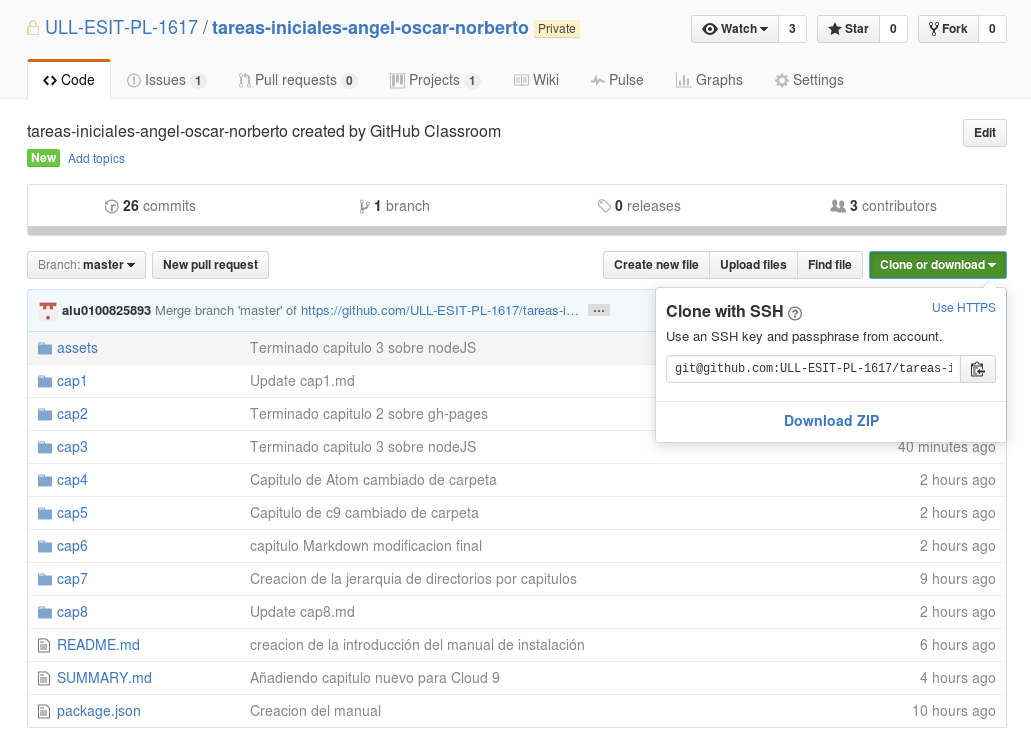 ULL-ESIT-PL-1617 / tareas-iniciales-angel-oscar-norberto Private Watch 3 Star 0 Fork 0
Code Issues 1 Pull requests 0 Projects 1 Wiki Pulse Graphs Settings
tareas-iniciales-angel-oscar-norberto created by GitHub Classroom Edit
New Add topics
26 commits 1 branch 0 releases 3 contributors
Branch: master New pull request Create new file Upload files Find file Clone or download
alu0100825893 Merge branch 'master' of https://github.com/ULL-ESIT-PL-1617/tareas-i… …
Clone with SSH ? Use HTTPS
Use an SSH key and passphrase from account.
git@github.com:ULL-ESIT-PL-1617/tareas-i
Download ZIP
assets Terminado capitulo 3 sobre nodeJS
cap1 Update cap1.md
cap2 Terminado capitulo 2 sobre gh-pages
cap3 Terminado capitulo 3 sobre nodeJS 40 minutes ago
cap4 Capitulo de Atom cambiado de carpeta 2 hours ago
cap5 Capitulo de c9 cambiado de carpeta 2 hours ago
cap6 capitulo Markdown modificacion final 2 hours ago
cap7 Creacion de la jerarquia de directorios por capitulos 9 hours ago
cap8 Update cap8.md 2 hours ago
README.md creacion de la introducción del manual de instalación 6 hours ago
SUMMARY.md Añadiendo capitulo nuevo para Cloud 9 4 hours ago
package.json Creacion del manual 10 hours ago